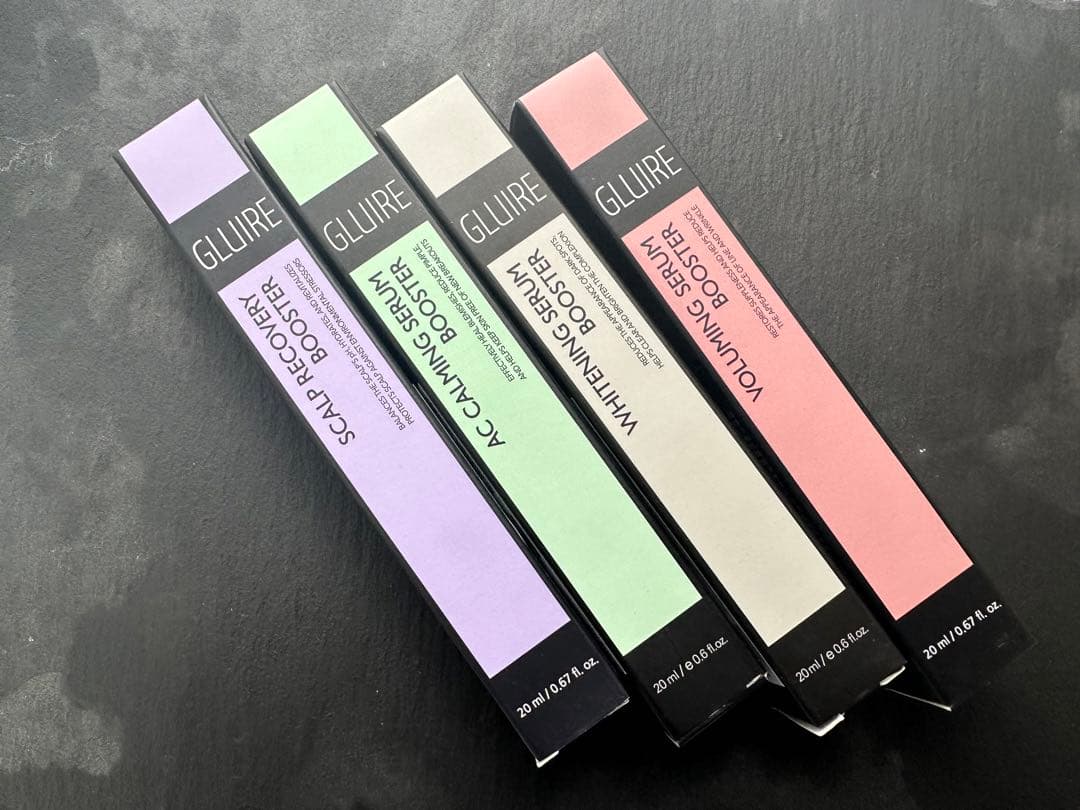 GLUIRE
SCALP RECOVERY
BOOSTER
BALANCES THE SCALP'S pH, HYDRATES AND REVITALIZES
PROTECTS SCALP AGAINST ENVIRONMENTAL STRESSORS
20 ml / 0.67 fl. oz.
GLUIRE
AC CALMING SERUM
BOOSTER
EFFECTIVELY HEAL BLEMISHES, REDUCE PIMPLE,
AND HELPS KEEP SKIN FREE OF NEW BREAKOUTS
20 ml / e 0.6 fl.oz.
GLUIRE
WHITENING SERUM
BOOSTER
REDUCES THE APPEARANCE OF DARK SPOTS,
HELPS CLEAR AND BRIGHTEN THE COMPLEXION
20 ml / e 0.6 fl.oz.
GLUIRE
VOLUMING SERUM
BOOSTER
RESTORES SUPPLENESS AND HELPS REDUCE
THE APPEARANCE OF LINE AND WRINKLE
20 ml / 0.67 fl. oz.